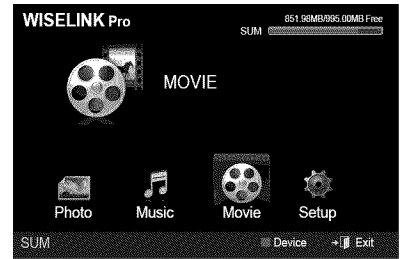 WISELINK Pro
851.98MB/995.00MB Free
SUM
MOVIE
Photo Music Movie Setup
SUM Device Exit